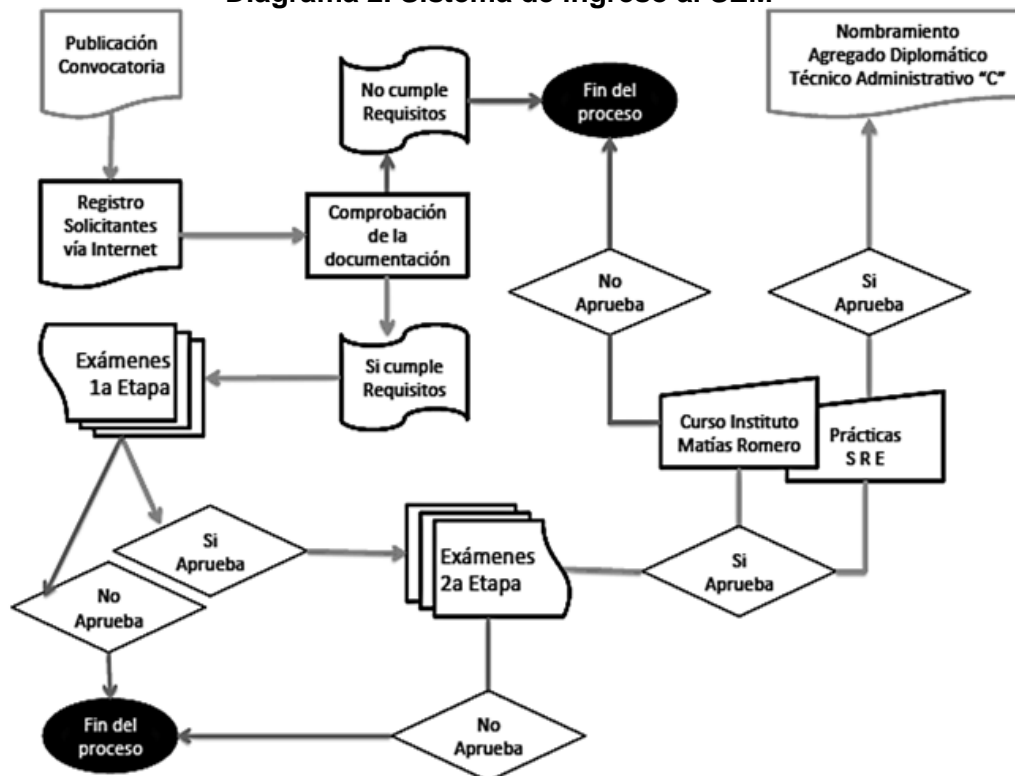 Diagrama 2. Sistema de Ingreso al SEM
Publicación
Convocatoria
No cumple
Requisitos
Fin del
proceso
Nombramiento
Agregado Diplomático
Técnico Administrativo “C”
Registro
Solicitantes
vía Internet
Comprobación
de la
documentación
No
Aprueba
Si
Aprueba
Exámenes
1a Etapa
Si cumple
Requisitos
Curso Instituto
Matías Romero
Prácticas
S R E
Si
Aprueba
Exámenes
2a Etapa
Si
Aprueba
No
Aprueba
Fin del
proceso
No
Aprueba